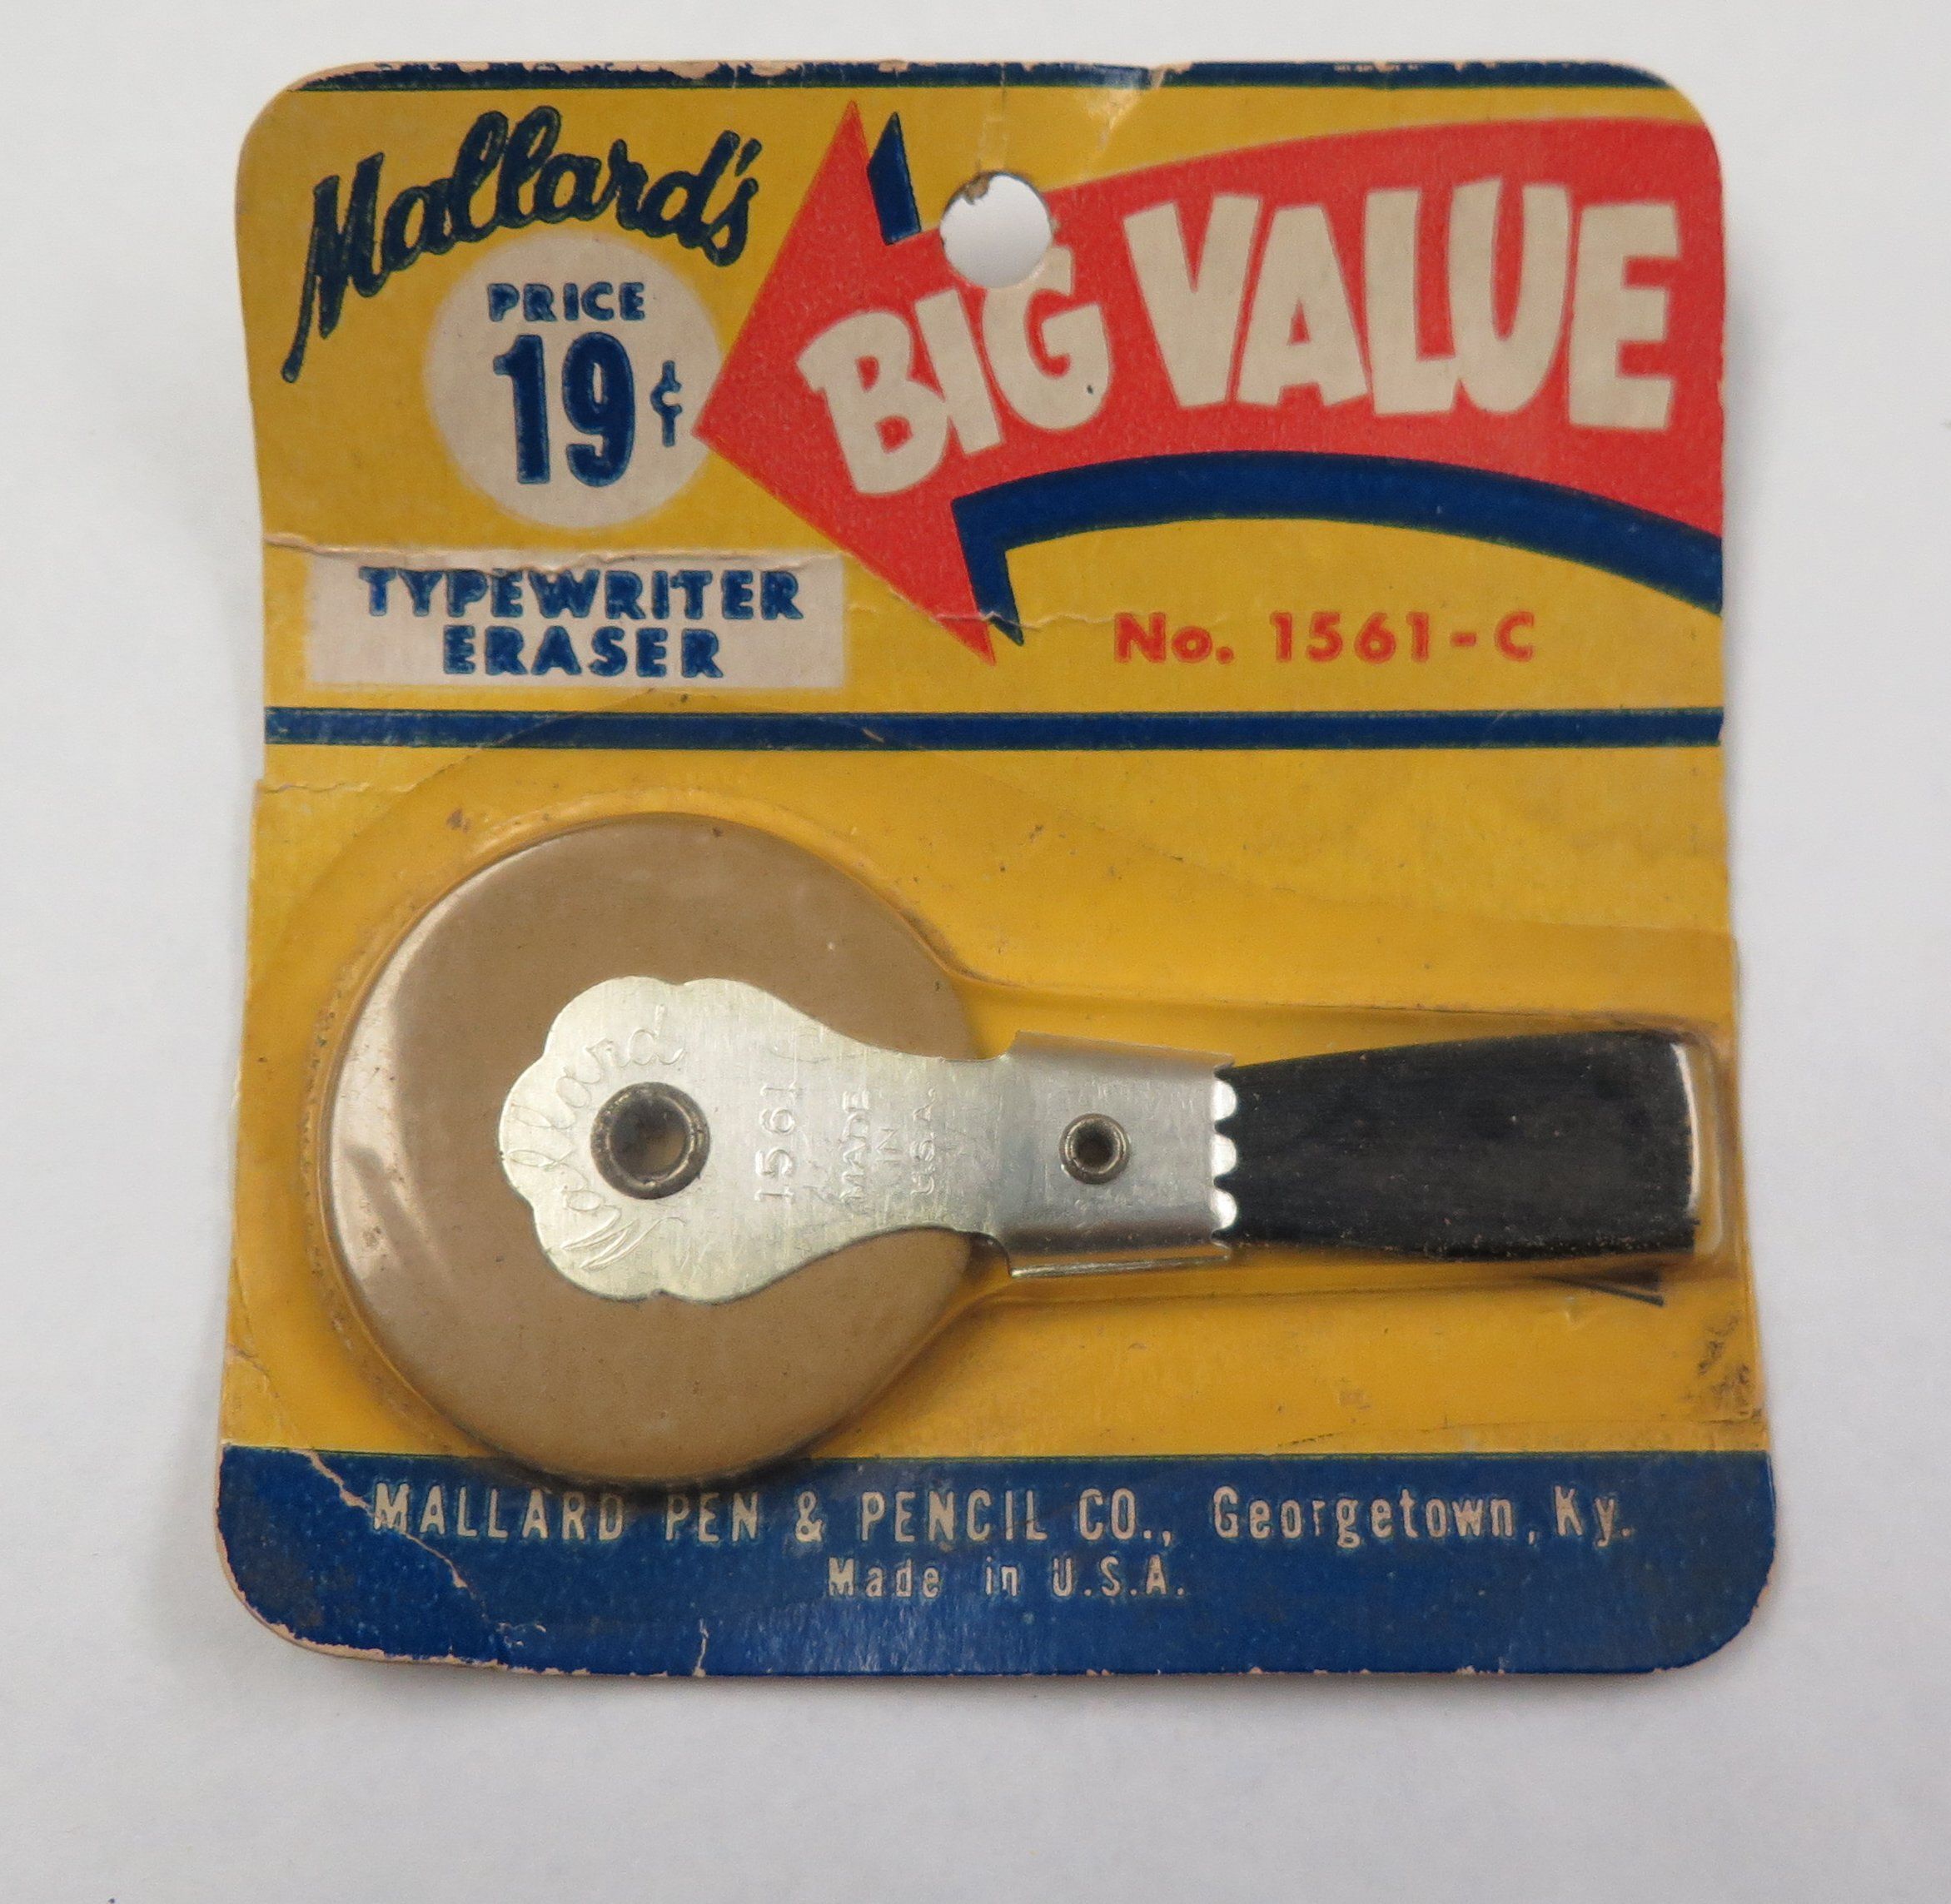 Mallard's
PRICE
19¢
BIG VALUE
TYPEWRITER
ERASER
No. 1561-C
Mallard
1561
MADE
IN
U.S.A.
MALLARD PEN & PENCIL CO., Georgetown, Ky.
Made in U.S.A.